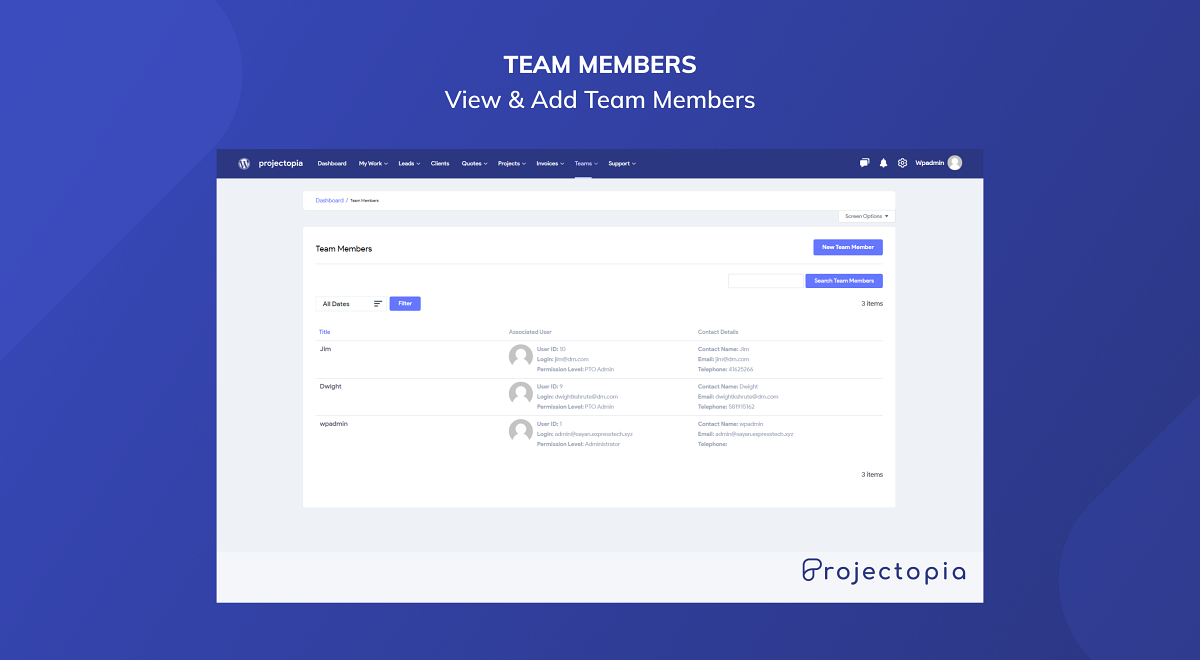 TEAM MEMBERS
View & Add Team Members
projectopia Dashboard My Work Leads Clients Quotes Projects Invoices Teams Support Wpadmin
Dashboard / Team Members
Screen Options
Team Members
New Team Member
Search Team Members
All Dates Filter 3 items
Title Associated User Contact Details
Jim User ID: 10 Contact Name: Jim
Login: jim@dm.com Email: jim@dm.com
Permission Level: PTO Admin Telephone: 41625266
Dwight User ID: 9 Contact Name: Dwight
Login: dwightkshrute@dm.com Email: dwightkshrute@dm.com
Permission Level: PTO Admin Telephone: 581915162
wpadmin User ID: 1 Contact Name: wpadmin
Login: admin@sayan.expresstech.xyz Email: admin@sayan.expresstech.xyz
Permission Level: Administrator Telephone:
3 items
Projectopia